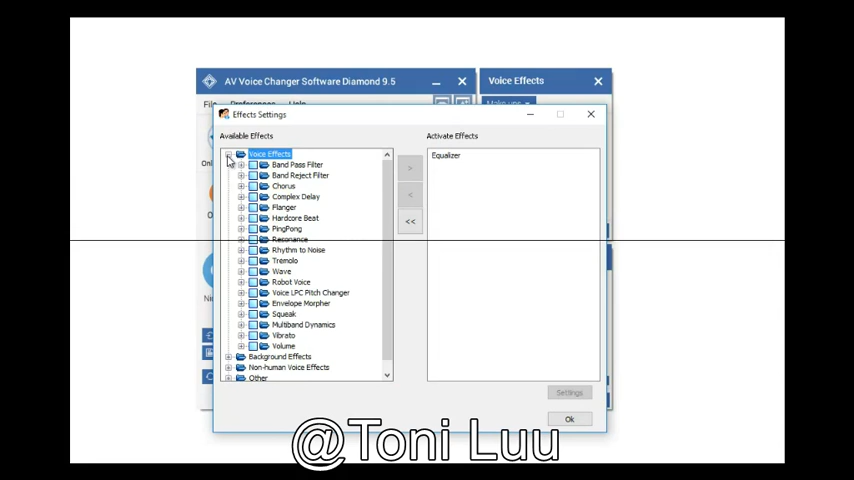 AV Voice Changer Software Diamond 9.5
Voice Effects
Preferences
Help
Effects Settings
Available Effects
Activate Effects
Voice Effects
Equalizer
Band Pass Filter
Band Reject Filter
Chorus
Complex Delay
Flanger
Hardcore Beat
PingPong
Resonance
Rhythm to Noise
Tremolo
Wave
Robot Voice
Voice LPC Pitch Changer
Envelope Morpher
Squeak
Multiband Dynamics
Vibrato
Volume
Background Effects
Non-human Voice Effects
Other
>
<
<<
Settings
Ok
@Toni Luu